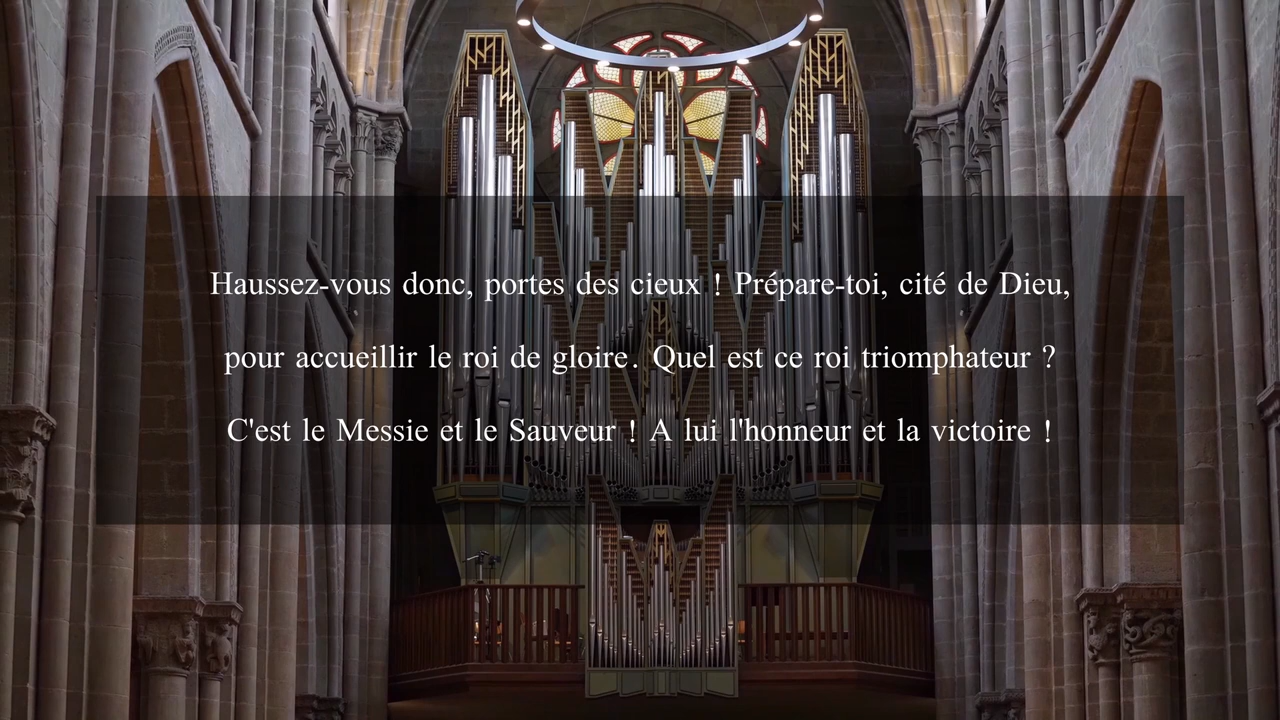 Haussez-vous donc, portes des cieux ! Prépare-toi, cité de Dieu,
pour accueillir le roi de gloire. Quel est ce roi triomphateur ?
C'est le Messie et le Sauveur ! A lui l'honneur et la victoire !